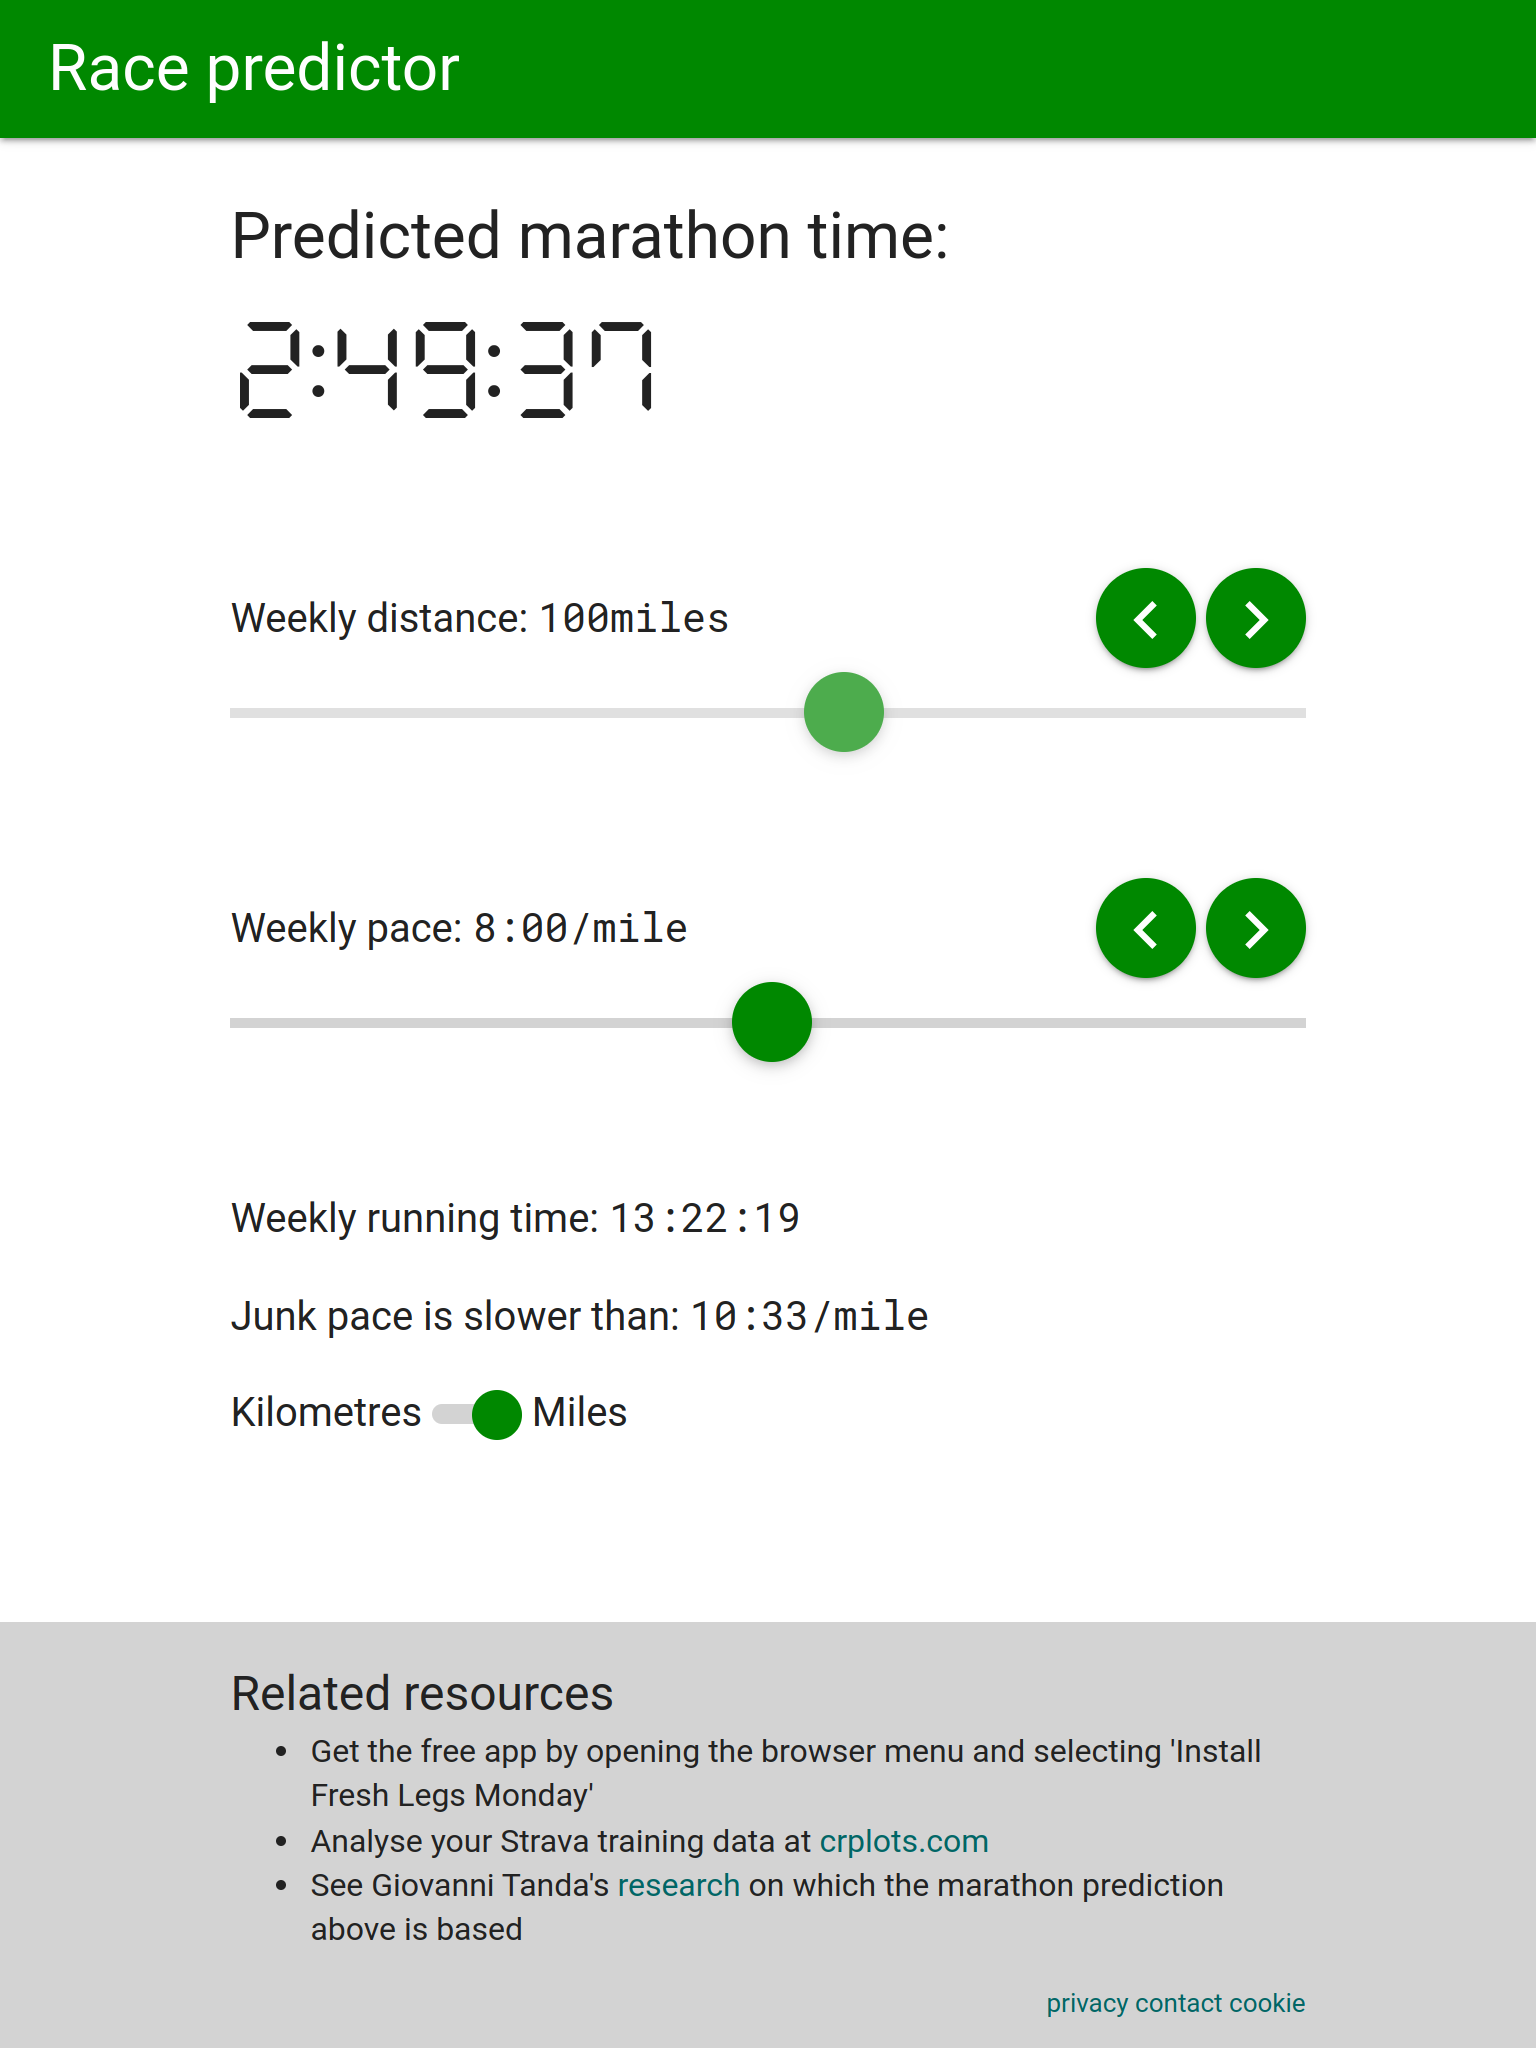 Race predictor
Predicted marathon time:
2:49:37
Weekly distance: 100miles
Weekly pace: 8:00/mile
Weekly running time: 13:22:19
Junk pace is slower than: 10:33/mile
Kilometres Miles
Related resources
• Get the free app by opening the browser menu and selecting 'Install
Fresh Legs Monday'
• Analyse your Strava training data at crplots.com
• See Giovanni Tanda's research on which the marathon prediction
above is based
privacy contact cookie